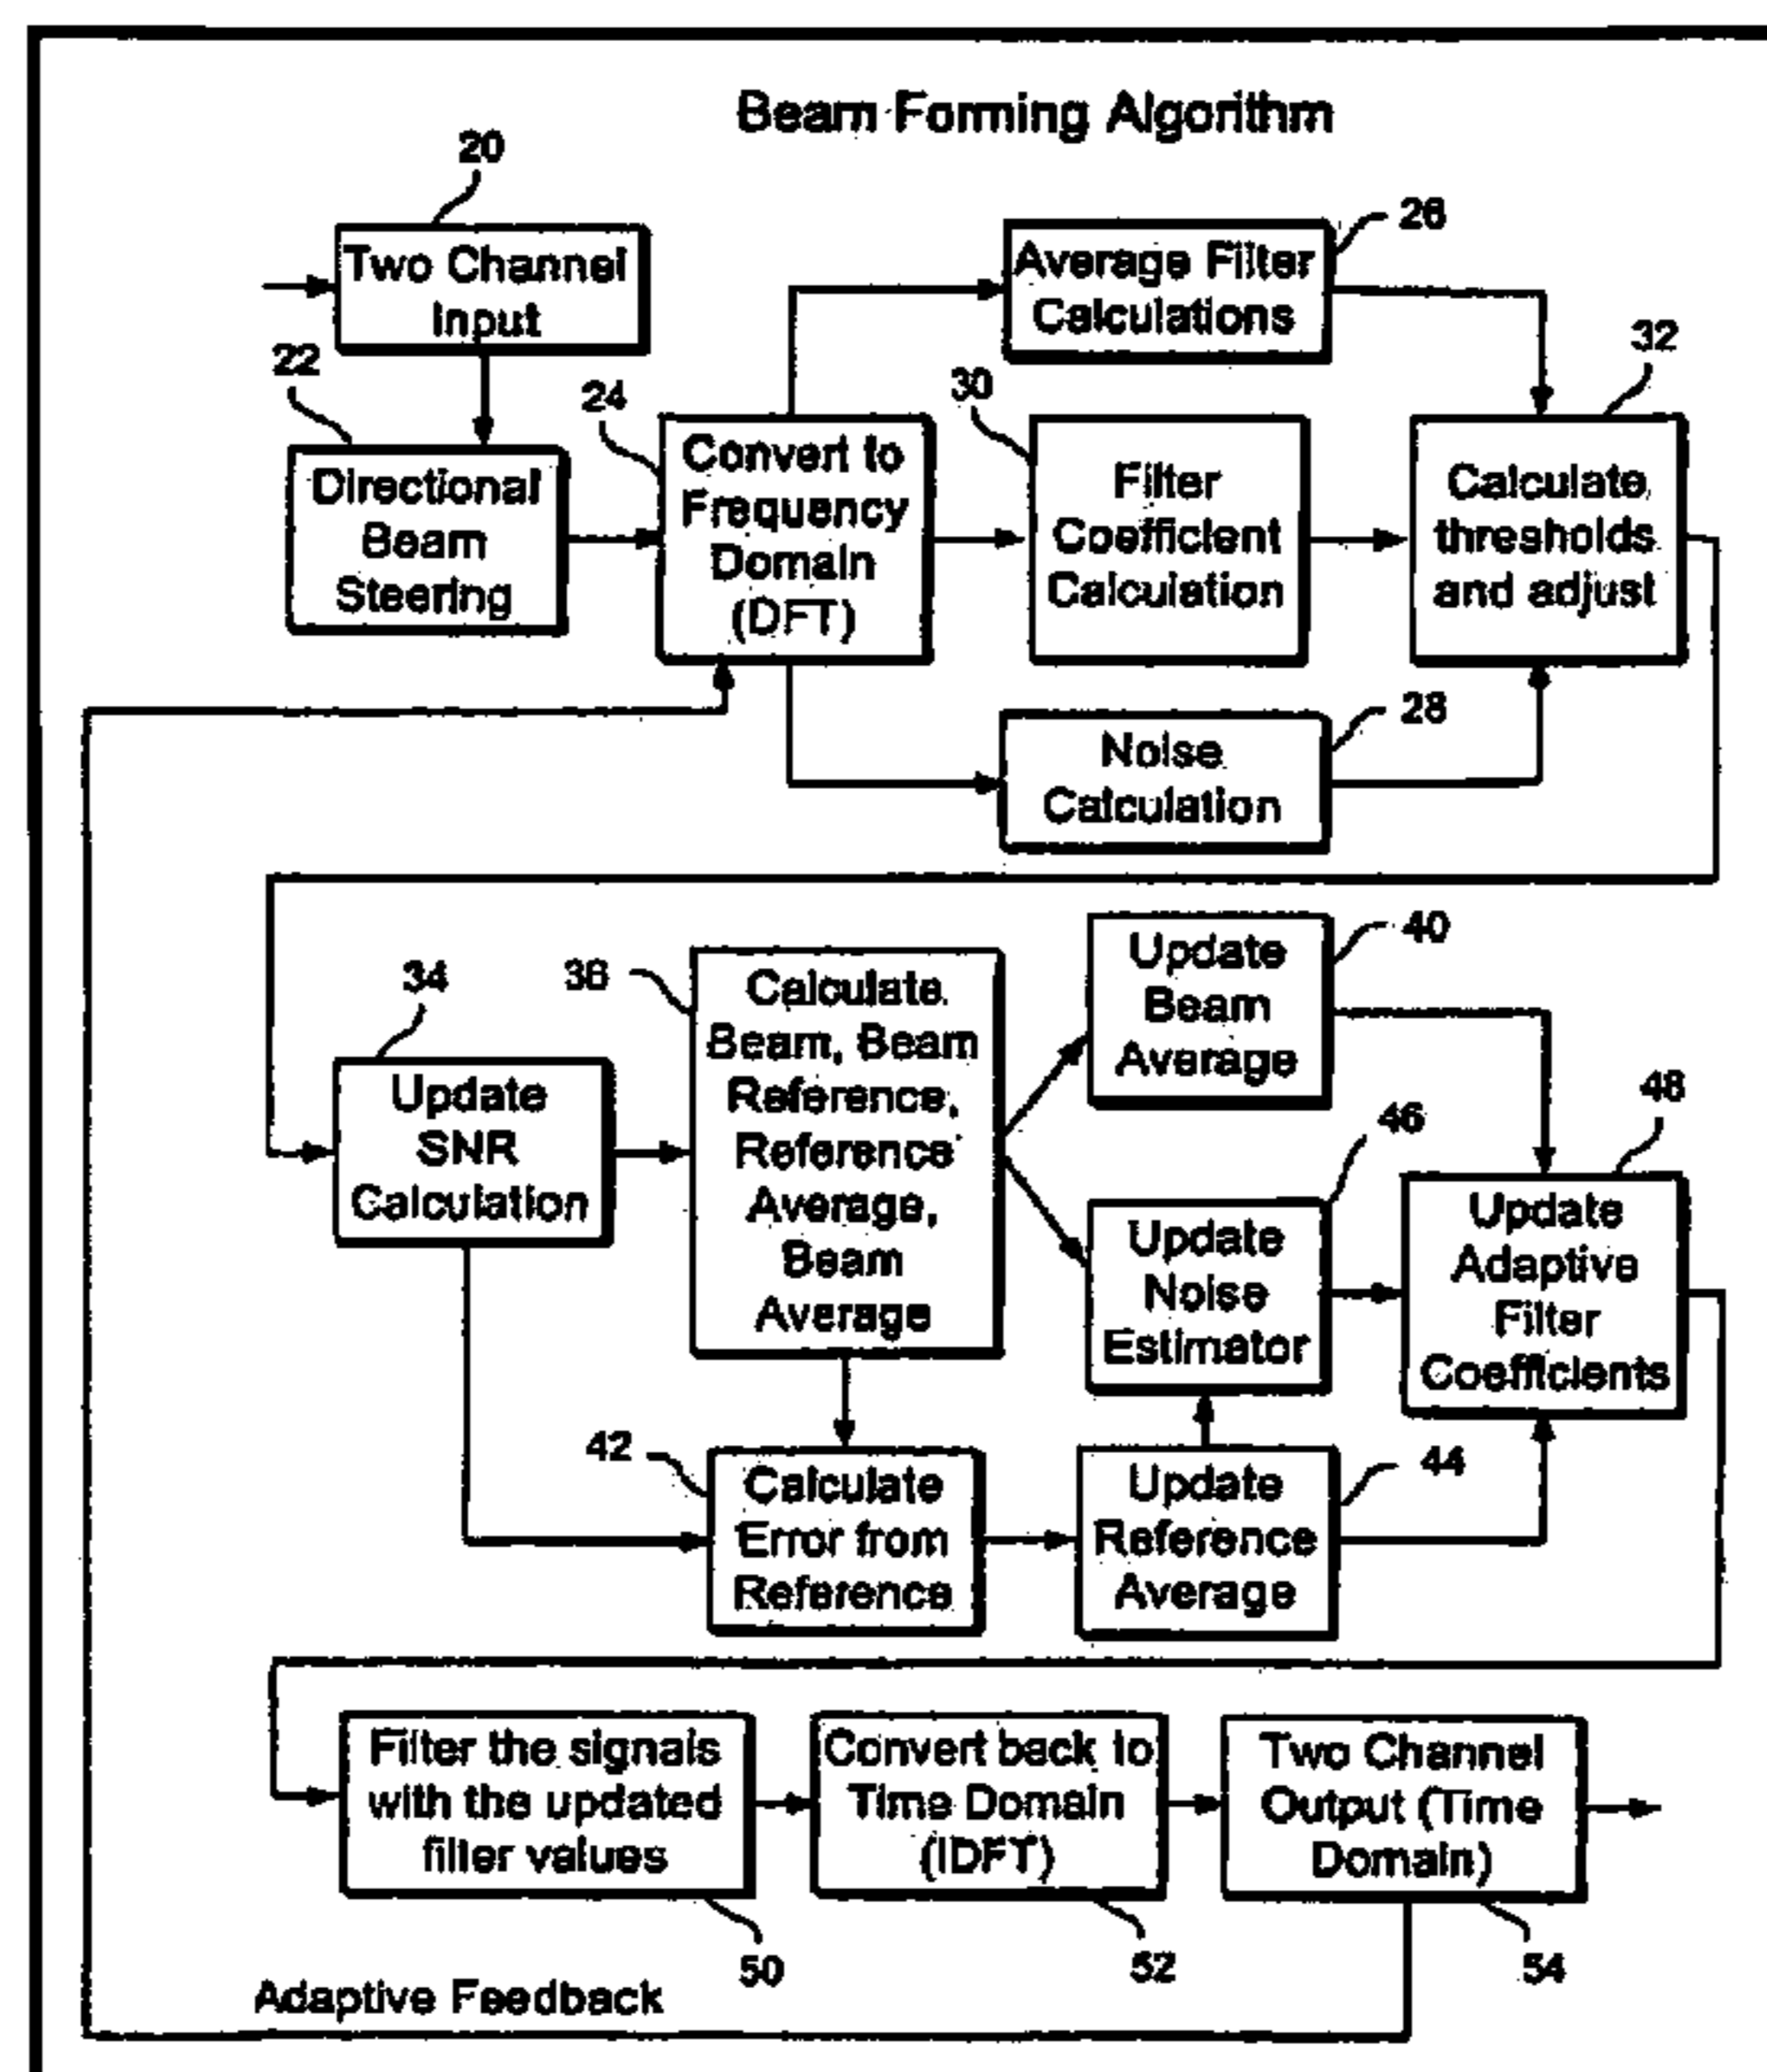 Beam Forming Algorithm
20
Two Channel
Input
22
Directional
Beam
Steering
24
Convert to
Frequency
Domain
(DFT)
26
Average Filter
Calculations
30
Filter
Coefficient
Calculation
32
Calculate
thresholds
and adjust
28
Noise
Calculation
34
Update
SNR
Calculation
36
Calculate
Beam, Beam
Reference,
Reference
Average,
Beam
Average
40
Update
Beam
Average
46
Update
Noise
Estimator
48
Update
Adaptive
Filter
Coefficients
42
Calculate
Error from
Reference
44
Update
Reference
Average
Filter the signals
with the updated
filter values
50
Convert back to
Time Domain
(IDFT)
52
Two Channel
Output (Time
Domain)
54
Adaptive Feedback